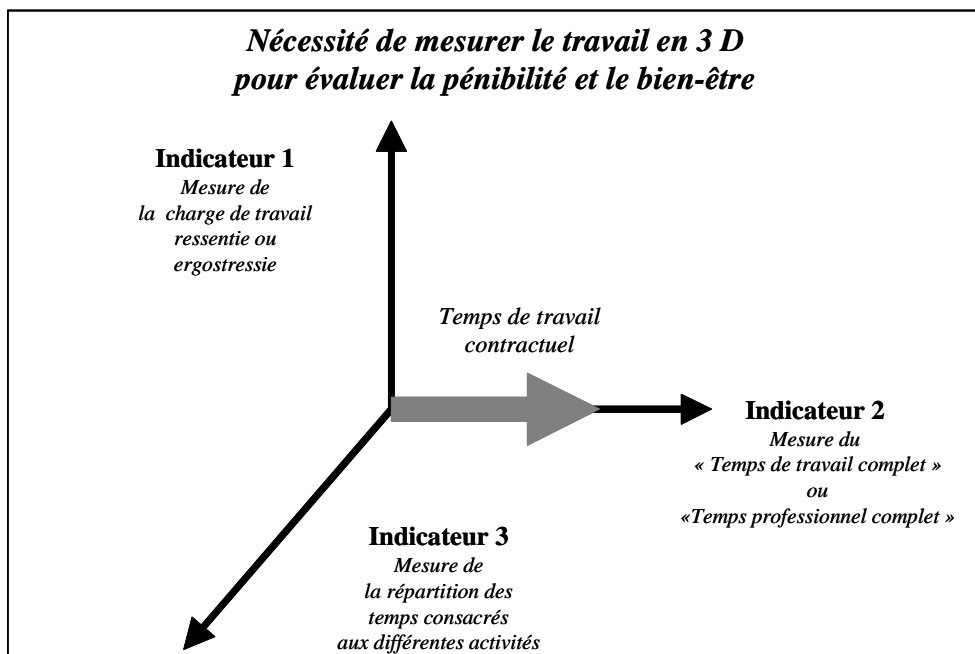 Nécessité de mesurer le travail en 3 D
pour évaluer la pénibilité et le bien-être
Indicateur 1
Mesure de
la charge de travail
ressentie ou
ergostressie
Temps de travail
contractuel
Indicateur 2
Mesure du
« Temps de travail complet »
ou
«Temps professionnel complet »
Indicateur 3
Mesure de
la répartition des
temps consacrés
aux différentes activités